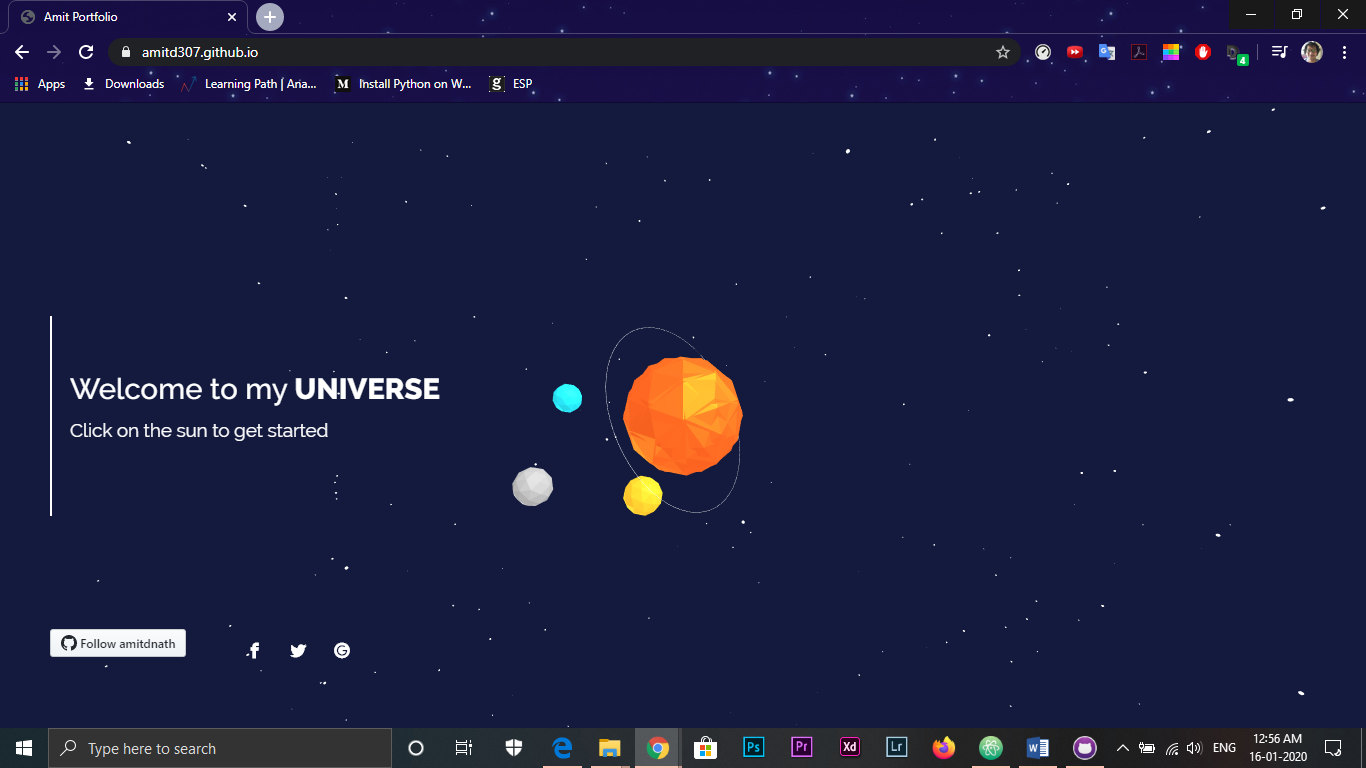 Amit Portfolio
amitd307.github.io
4
Apps
Downloads
Learning Path | Ana...
M
Install Python on W...
g
ESP
Welcome to my UNIVERSE
Click on the sun to get started
Follow amitdnath
f
G
Type here to search
Ps
Pr
Xd
Lr
W
ENG
12:56 AM
16-01-2020